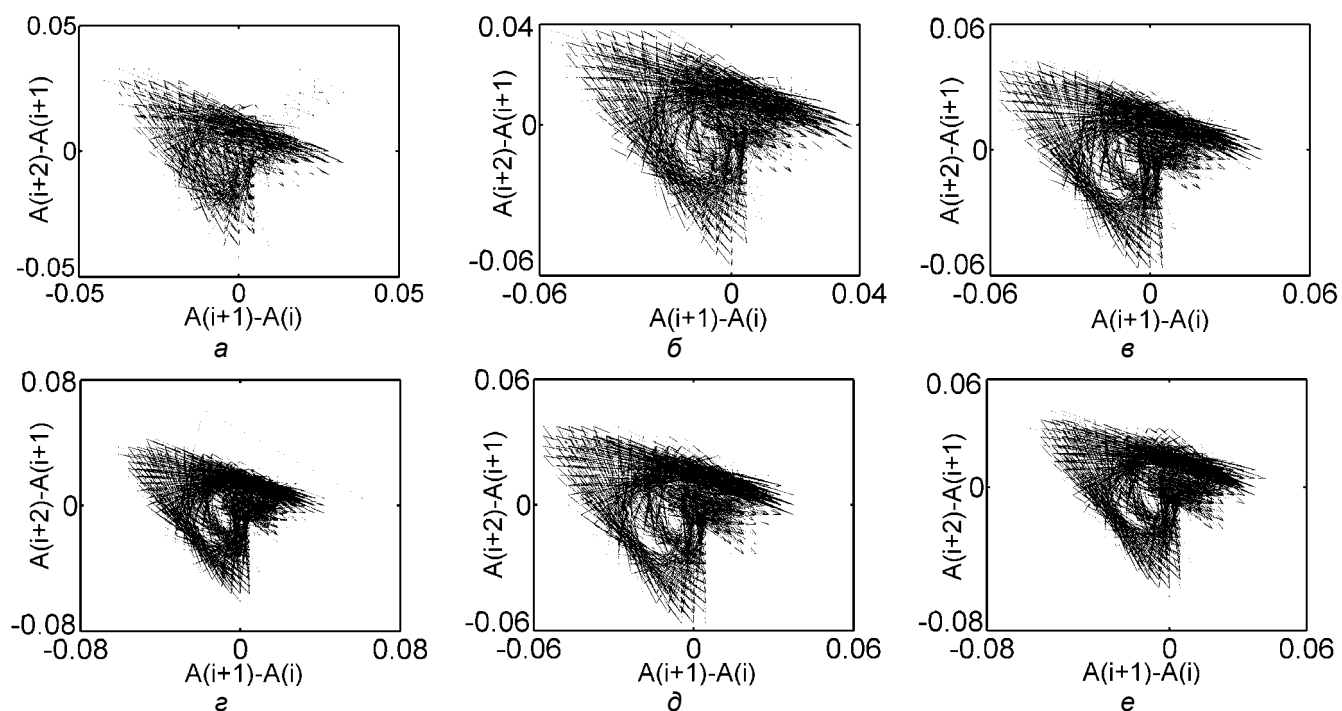 0.05
A(i+2)-A(i+1)
0
-0.05
-0.05
0
0.05
A(i+1)-A(i)
а
0.04
A(i+2)-A(i+1)
0
-0.06
-0.06
0
0.04
A(i+1)-A(i)
б
0.06
A(i+2)-A(i+1)
0
-0.06
-0.06
0
0.06
A(i+1)-A(i)
в
0.08
A(i+2)-A(i+1)
0
-0.08
-0.08
0
0.08
A(i+1)-A(i)
г
0.06
A(i+2)-A(i+1)
0
-0.06
-0.06
0
0.06
A(i+1)-A(i)
д
0.06
A(i+2)-A(i+1)
0
-0.08
-0.08
0
0.06
A(i+1)-A(i)
е